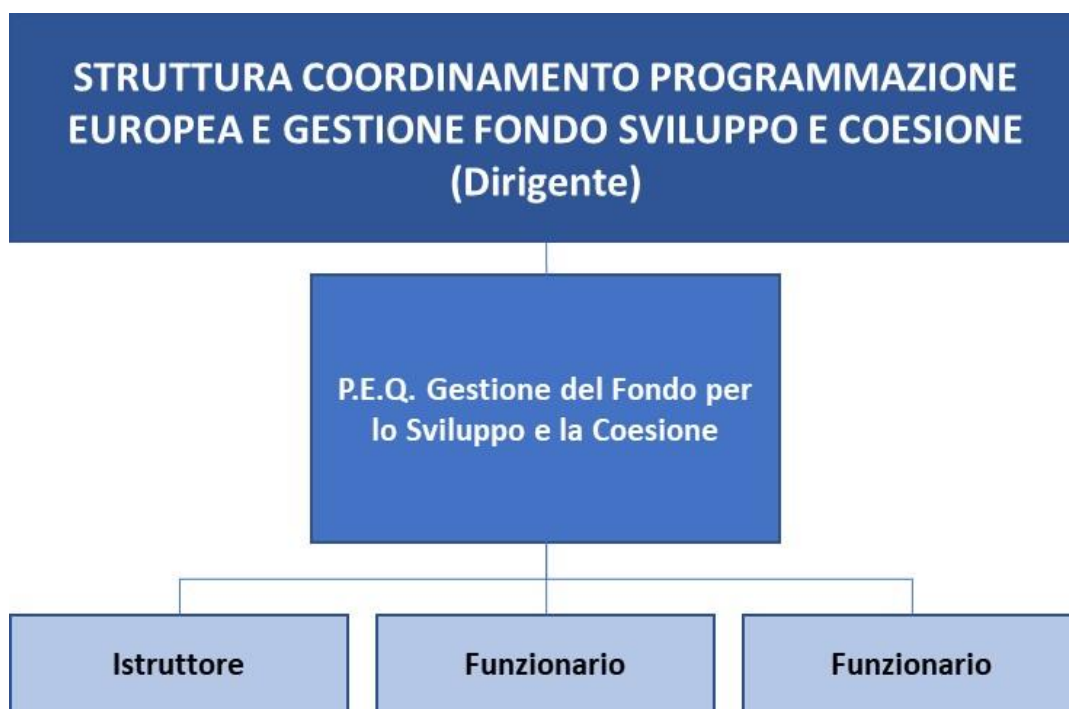 STRUTTURA COORDINAMENTO PROGRAMMAZIONE
EUROPEA E GESTIONE FONDO SVILUPPO E COESIONE
(Dirigente)
P.E.Q. Gestione del Fondo per
lo Sviluppo e la Coesione
Istruttore
Funzionario
Funzionario